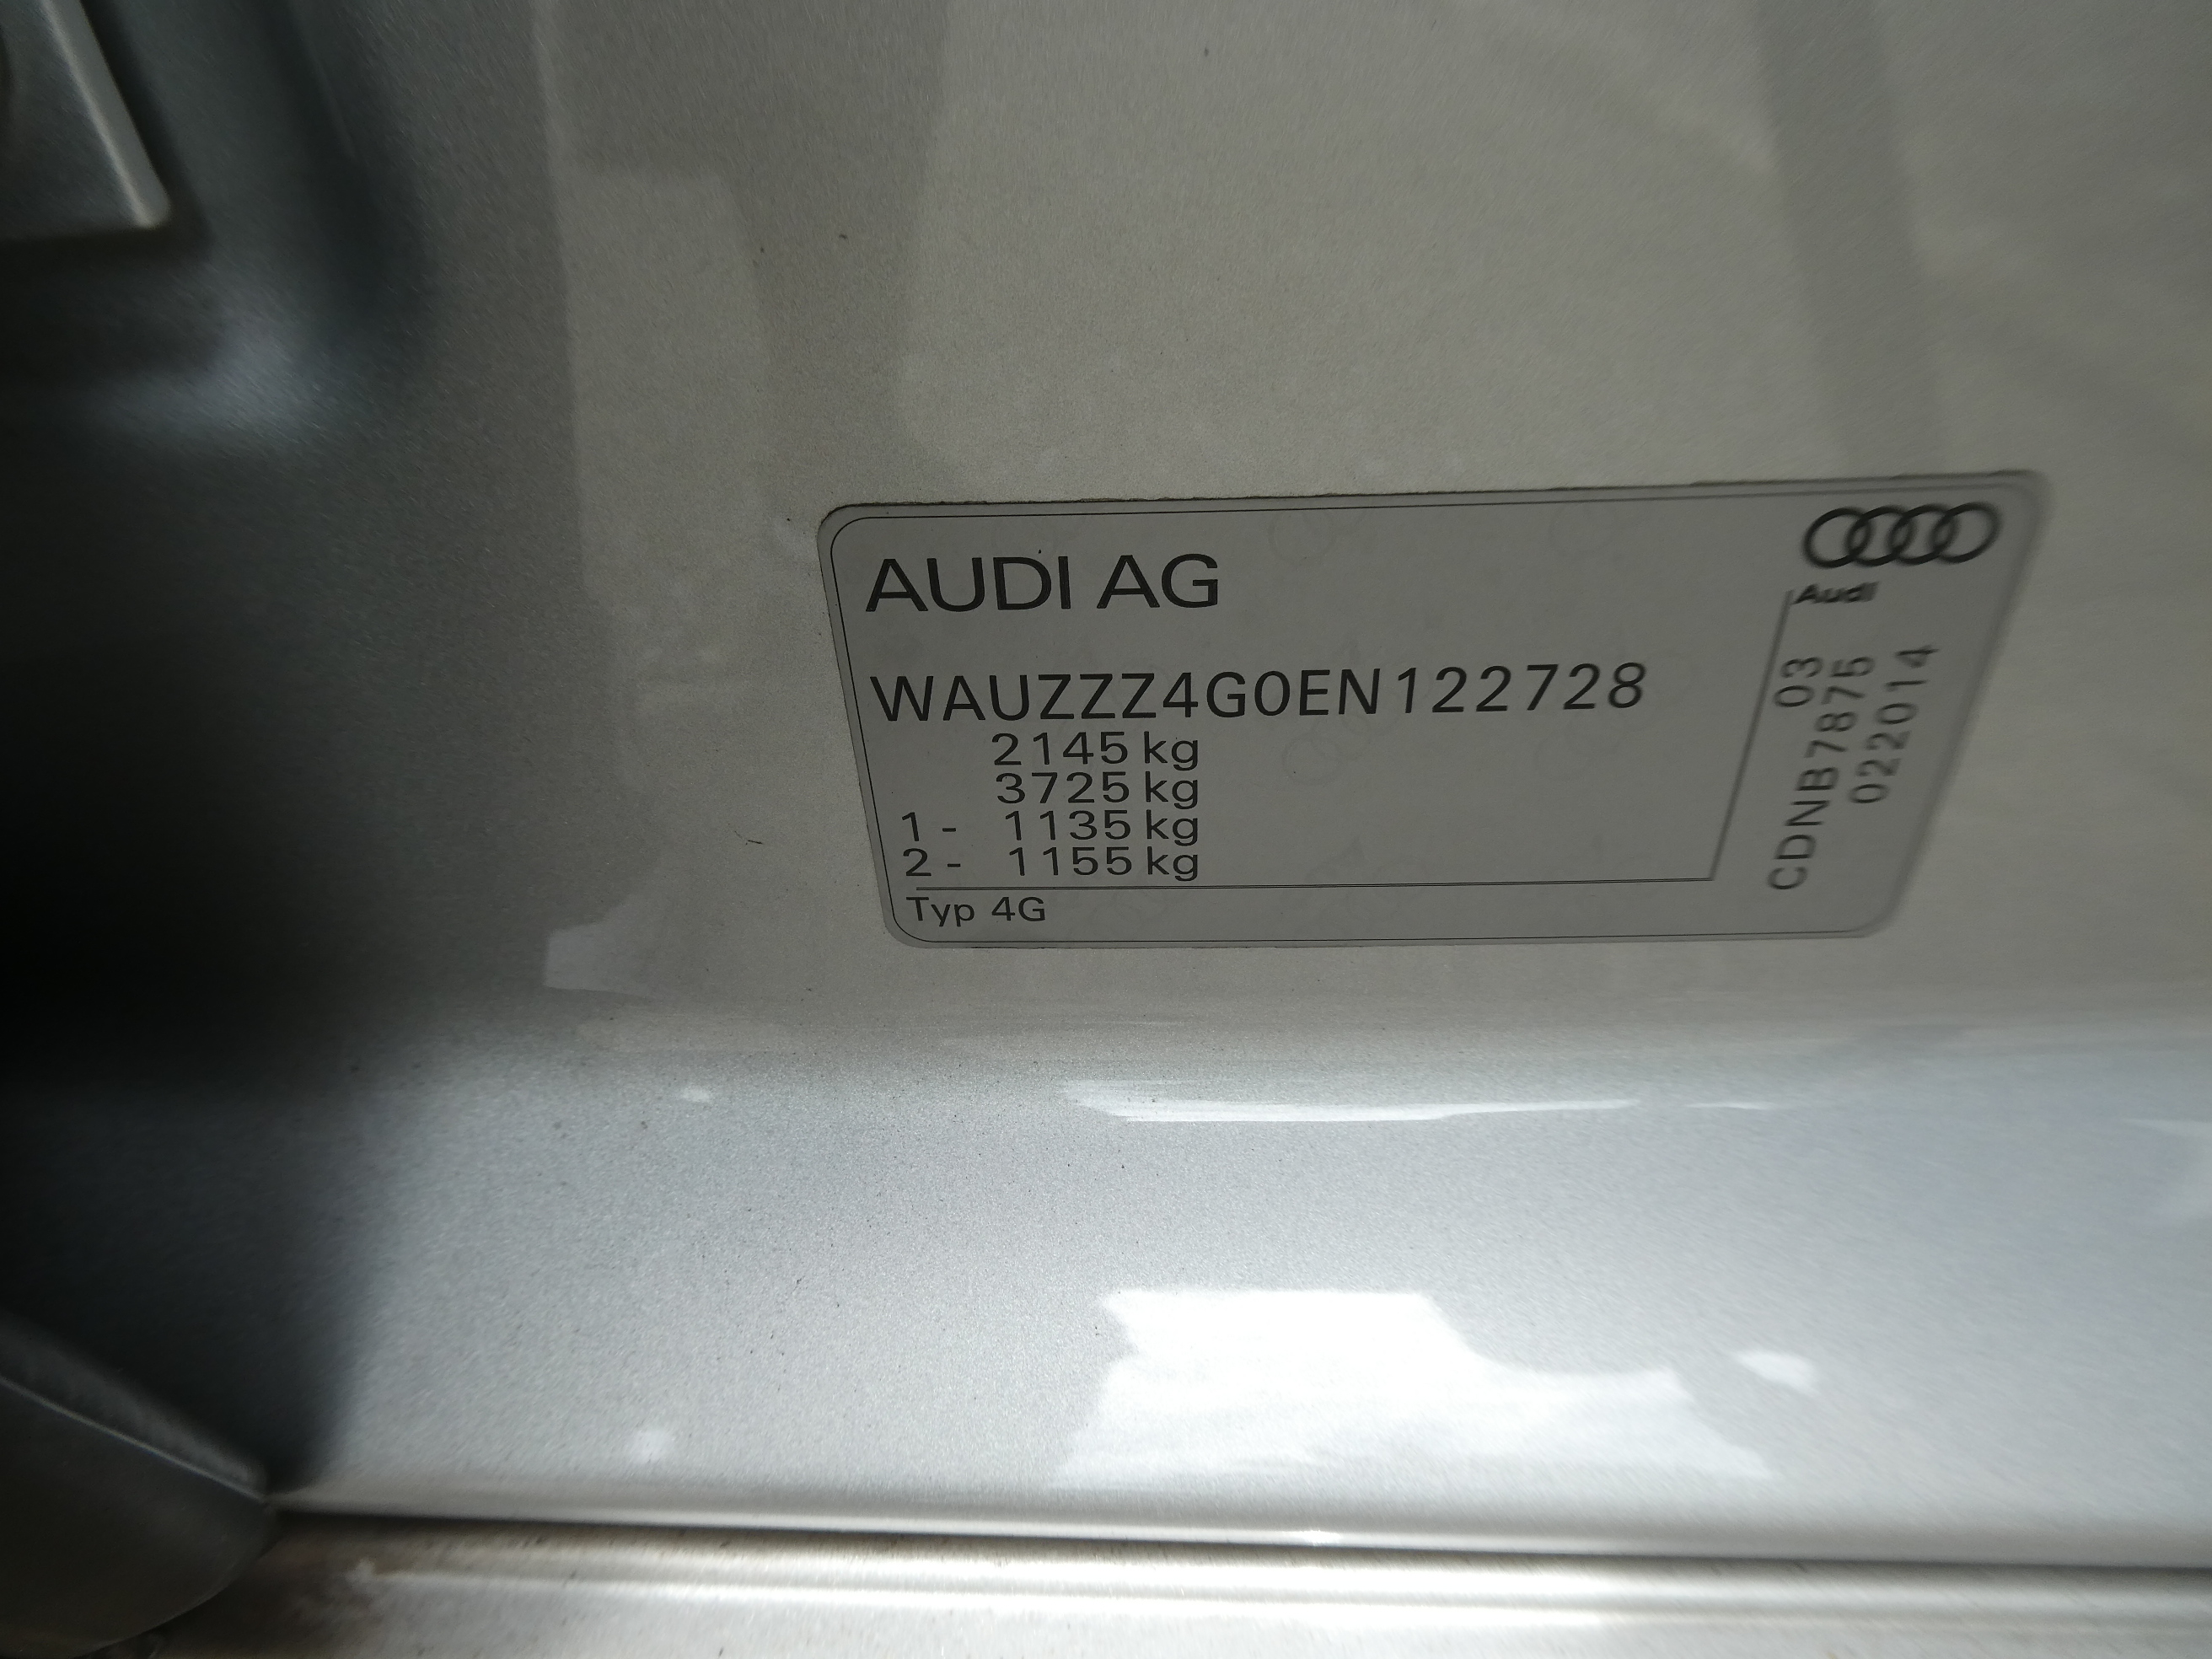 AUDI AG
WAUZZZ4G0EN122728
2145 kg
3725 kg
1 - 1135 kg
2 - 1155 kg
Typ 4G
Audi
03
CDNB7875
022014